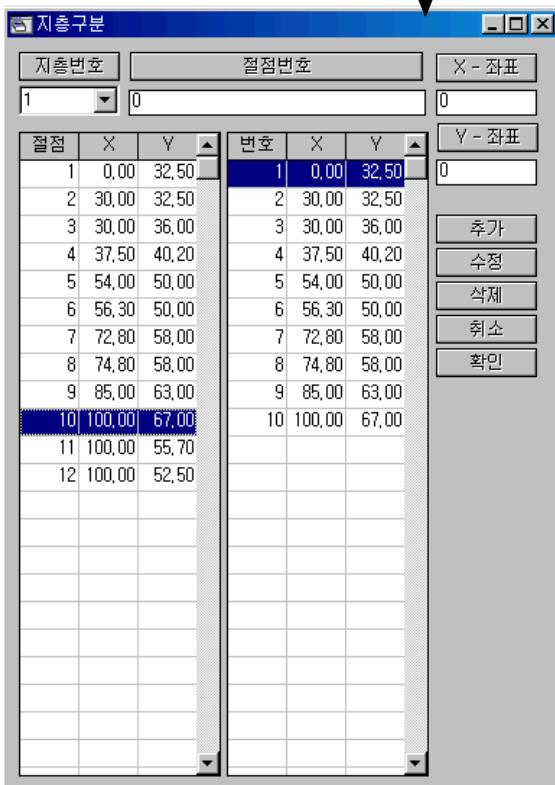 지층구분
지층번호 절점번호 X - 좌표
1 0 0
Y - 좌표
절점 X Y 번호 X Y
0
1 0,00 32,50 1 0,00 32,50
2 30,00 32,50 2 30,00 32,50
3 30,00 36,00 3 30,00 36,00
추가
4 37,50 40,20 4 37,50 40,20
수정
5 54,00 50,00 5 54,00 50,00
삭제
6 56,30 50,00 6 56,30 50,00
취소
7 72,80 58,00 7 72,80 58,00
확인
8 74,80 58,00 8 74,80 58,00
9 85,00 63,00 9 85,00 63,00
10 100,00 67,00 10 100,00 67,00
11 100,00 55,70
12 100,00 52,50